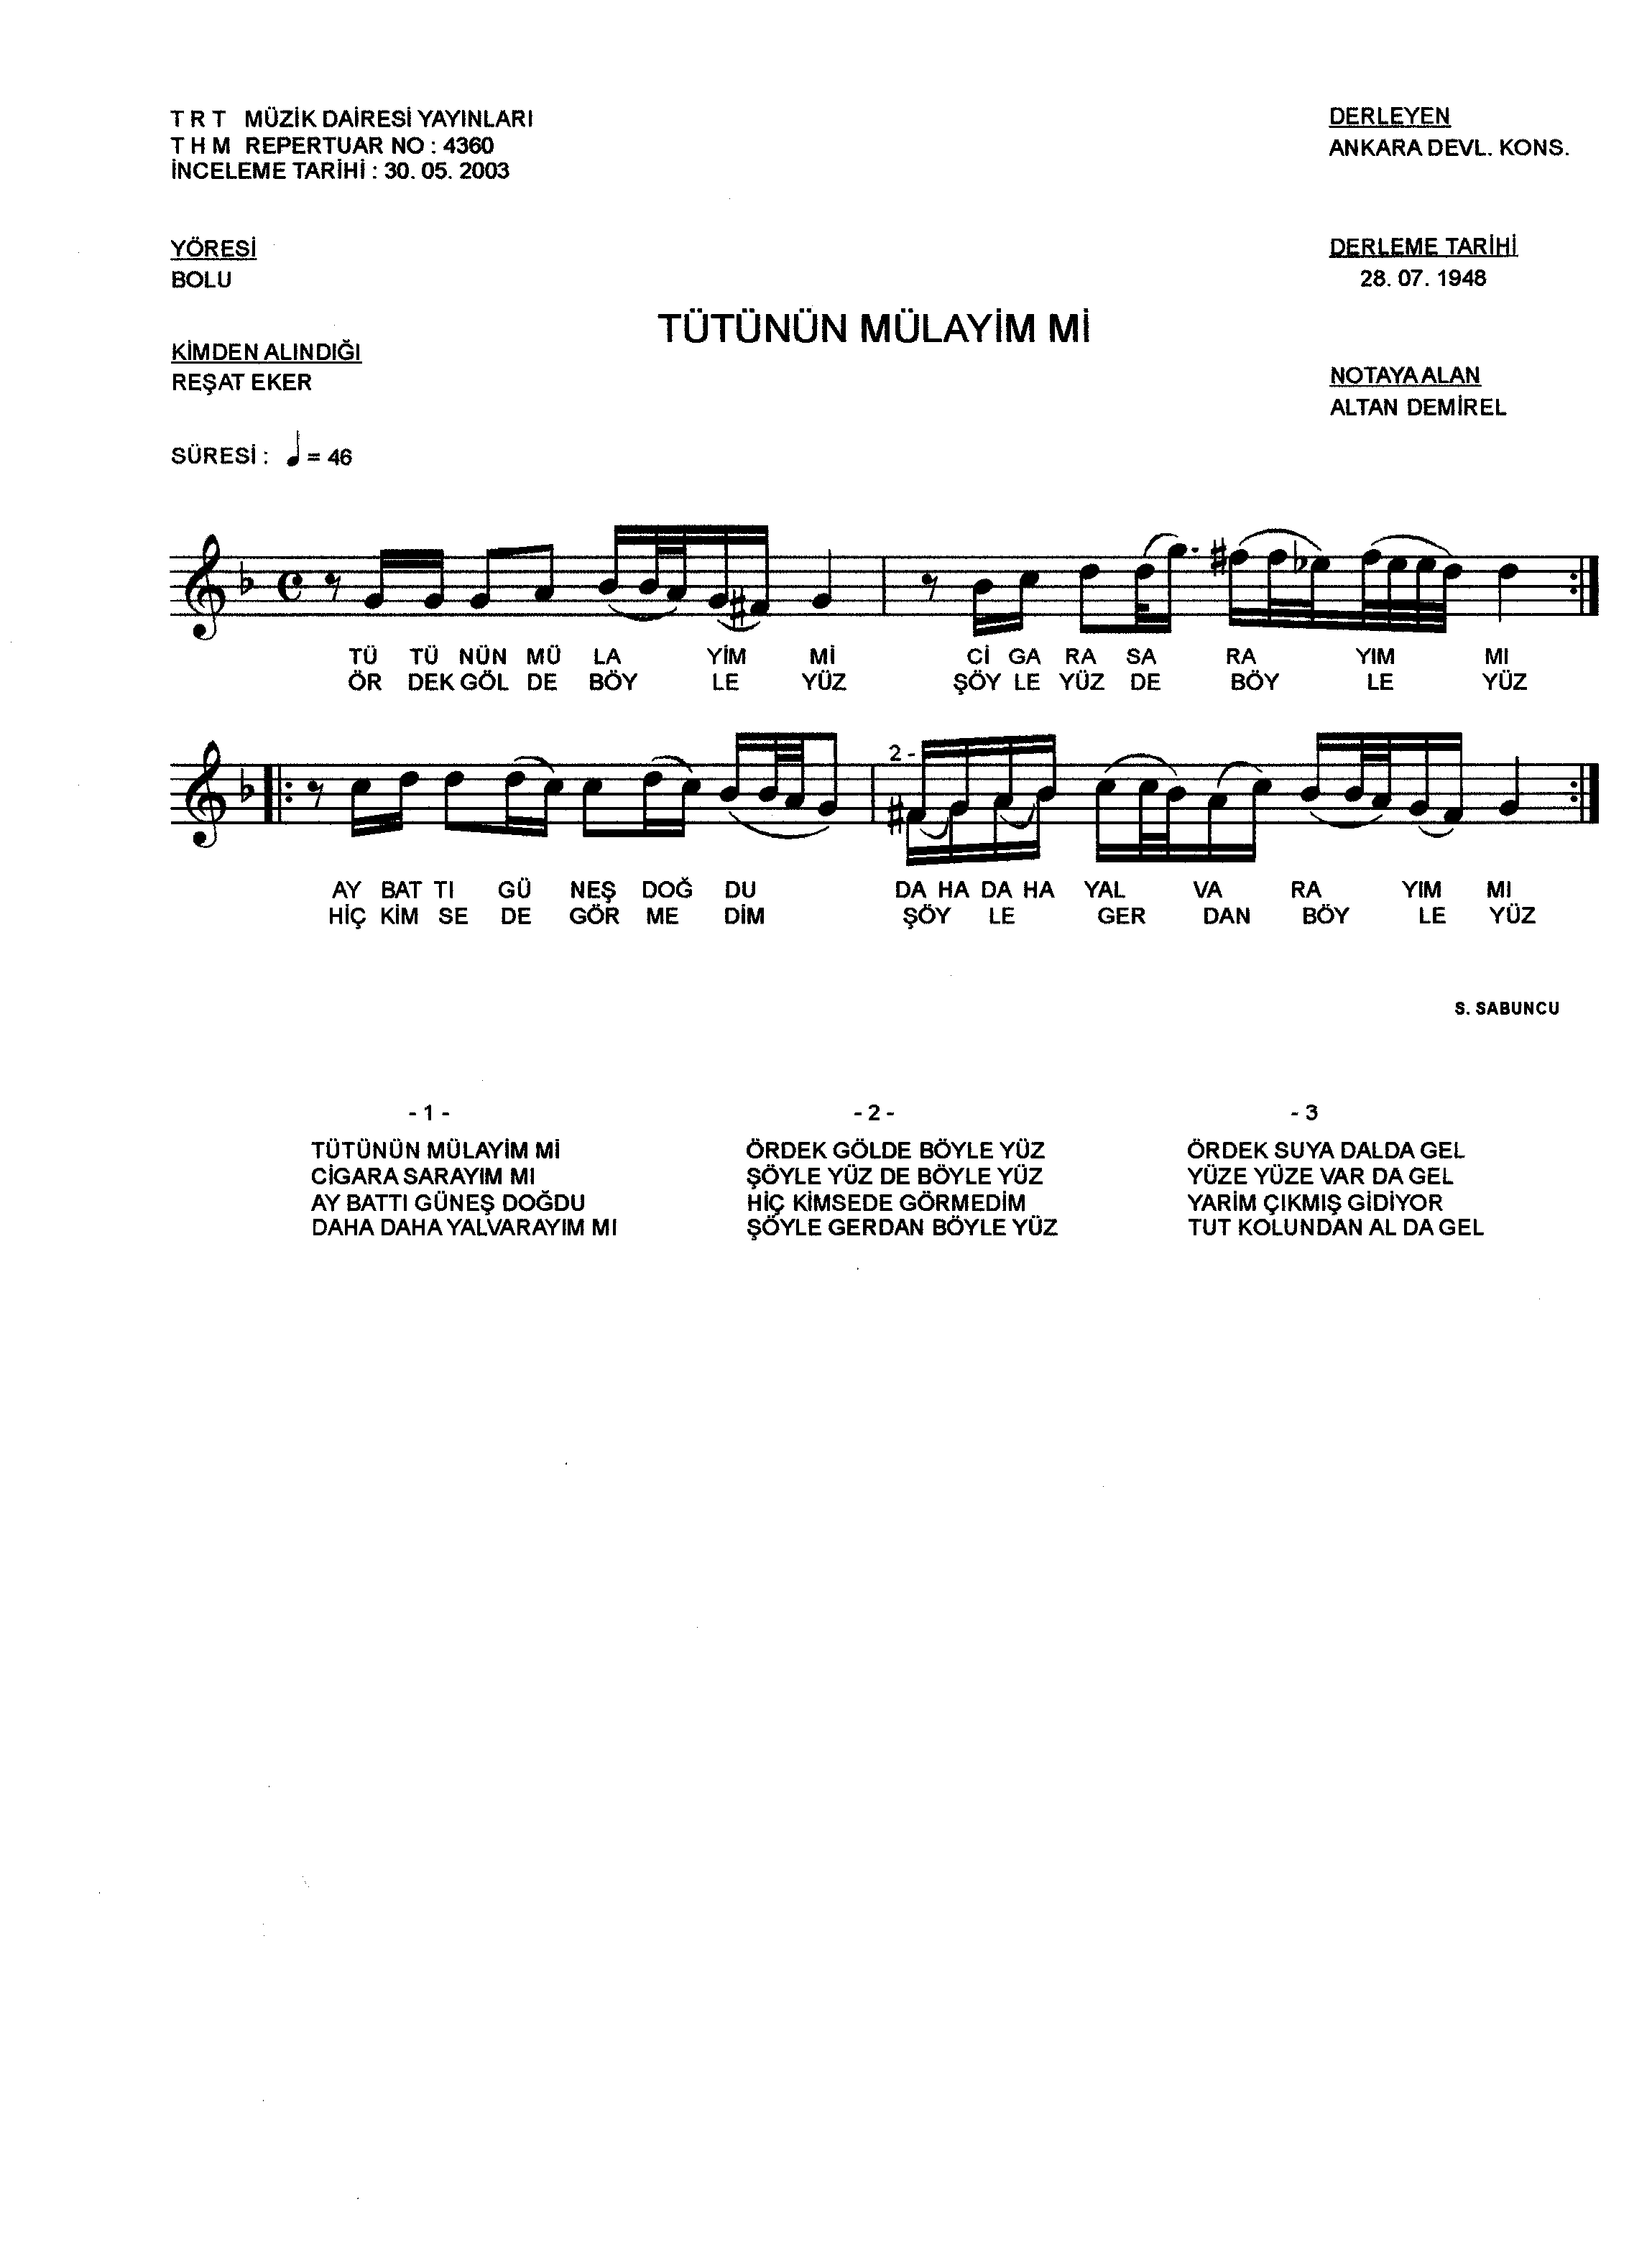 T R T MÜZİK DAİRESİ YAYINLARI
T H M REPERTUAR NO : 4360
İNCELEME TARİHİ : 30. 05. 2003
DERLEYEN
ANKARA DEVL. KONS.
YÖRESİ
BOLU
DERLEME TARİHİ
28. 07. 1948
TÜTÜNÜN MÜLAYİM Mİ
KİMDEN ALINDIĞI
REŞAT EKER
NOTAYA ALAN
ALTAN DEMİREL
SÜRESİ : ♩ = 46
TÜ TÜ NÜN MÜ LA YİM Mİ Cİ GA RA SA RA YIM MI
ÖR DEK GÖL DE BÖY LE YÜZ ŞÖY LE YÜZ DE BÖY LE YÜZ
2 -
AY BAT TI GÜ NEŞ DOĞ DU DA HA DA HA YAL VA RA YIM MI
HİÇ KİM SE DE GÖR ME DİM ŞÖY LE GER DAN BÖY LE YÜZ
S. SABUNCU
- 1 -
TÜTÜNÜN MÜLAYİM Mİ
CİGARA SARAYIM MI
AY BATTI GÜNEŞ DOĞDU
DAHA DAHA YALVARAYIM MI
- 2 -
ÖRDEK GÖLDE BÖYLE YÜZ
ŞÖYLE YÜZ DE BÖYLE YÜZ
HİÇ KİMSEDE GÖRMEDİM
ŞÖYLE GERDAN BÖYLE YÜZ
- 3
ÖRDEK SUYA DALDA GEL
YÜZE YÜZE VAR DA GEL
YARİM ÇIKMIŞ GİDİYOR
TUT KOLUNDAN AL DA GEL